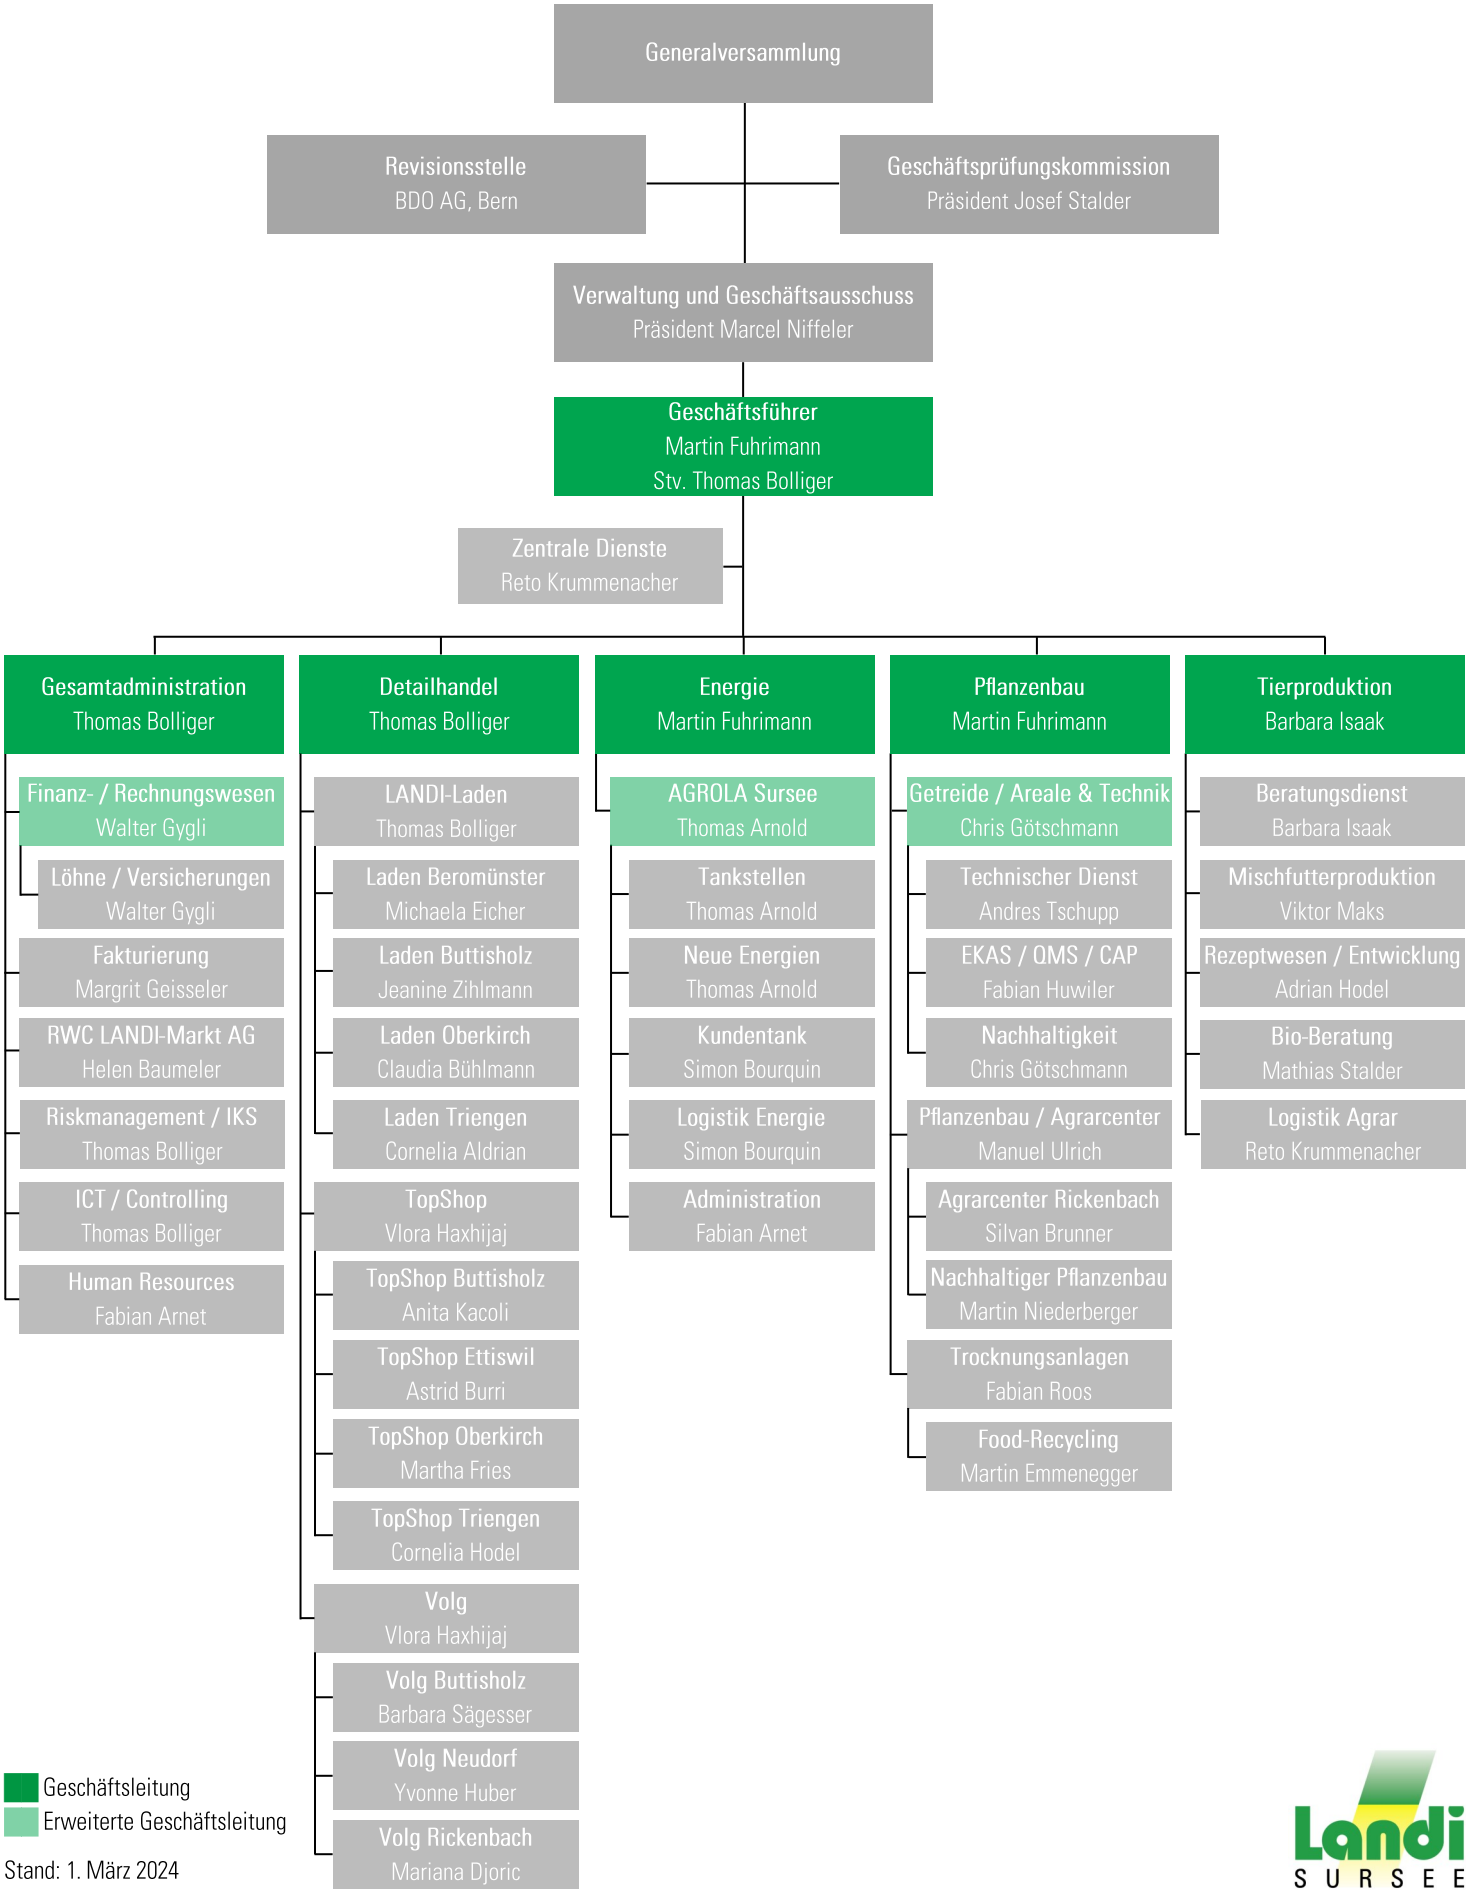 Generalversammlung
Revisionsstelle
BDO AG, Bern
Geschäftsprüfungskommission
Präsident Josef Stalder
Verwaltung und Geschäftsausschuss
Präsident Marcel Niffeler
Geschäftsführer
Martin Fuhrimann
Stv. Thomas Bolliger
Zentrale Dienste
Reto Krummenacher
Gesamtadministration
Thomas Bolliger
Finanz- / Rechnungswesen
Walter Gygli
Löhne / Versicherungen
Walter Gygli
Fakturierung
Margrit Geisseler
RWC LANDI-Markt AG
Helen Baumeler
Riskmanagement / IKS
Thomas Bolliger
ICT / Controlling
Thomas Bolliger
Human Resources
Fabian Arnet
Detailhandel
Thomas Bolliger
LANDI-Laden
Thomas Bolliger
Laden Beromünster
Michaela Eicher
Laden Buttisholz
Jeanine Zihlmann
Laden Oberkirch
Claudia Bühlmann
Laden Triengen
Cornelia Aldrian
TopShop
Vlora Haxhijaj
TopShop Buttisholz
Anita Kacoli
TopShop Ettiswil
Astrid Burri
TopShop Oberkirch
Martha Fries
TopShop Triengen
Cornelia Hodel
Volg
Vlora Haxhijaj
Volg Buttisholz
Barbara Sägesser
Volg Neudorf
Yvonne Huber
Volg Rickenbach
Mariana Djoric
Energie
Martin Fuhrimann
AGROLA Sursee
Thomas Arnold
Tankstellen
Thomas Arnold
Neue Energien
Thomas Arnold
Kundentank
Simon Bourquin
Logistik Energie
Simon Bourquin
Administration
Fabian Arnet
Pflanzenbau
Martin Fuhrimann
Getreide / Areale & Technik
Chris Götschmann
Technischer Dienst
Andres Tschupp
EKAS / QMS / CAP
Fabian Huwiler
Nachhaltigkeit
Chris Götschmann
Pflanzenbau / Agrarcenter
Manuel Ulrich
Agrarcenter Rickenbach
Silvan Brunner
Nachhaltiger Pflanzenbau
Martin Niederberger
Trocknungsanlagen
Fabian Roos
Food-Recycling
Martin Emmenegger
Tierproduktion
Barbara Isaak
Beratungsdienst
Barbara Isaak
Mischfutterproduktion
Viktor Maks
Rezeptwesen / Entwicklung
Adrian Hodel
Bio-Beratung
Mathias Stalder
Logistik Agrar
Reto Krummenacher
Geschäftsleitung
Erweiterte Geschäftsleitung
Stand: 1. März 2024
Landi
SURSEE